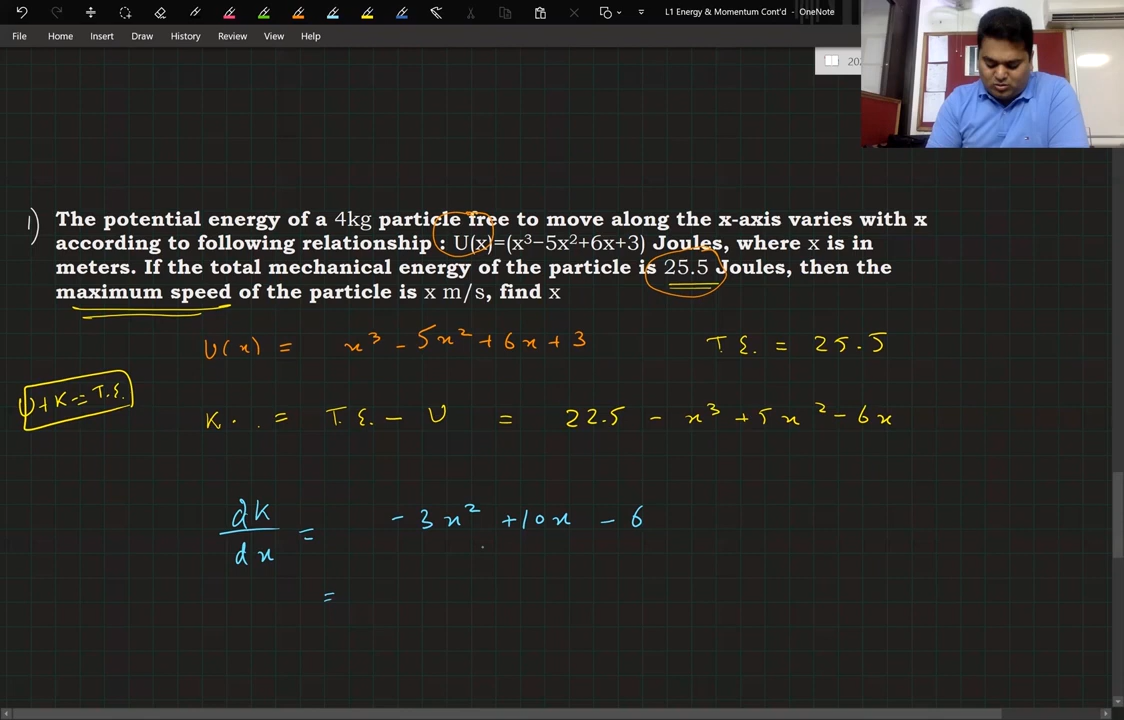 L1 Energy & Momentum Cont'd - OneNote
File Home Insert Draw History Review View Help
202
1) The potential energy of a 4kg particle free to move along the x-axis varies with x
according to following relationship : U(x)=(x³−5x²+6x+3) Joules, where x is in
meters. If the total mechanical energy of the particle is 25.5 Joules, then the
maximum speed of the particle is x m/s, find x
U(x) = x³ - 5x² + 6x + 3 T.E. = 25.5
U+K=T.E.
K. = T.E. - U = 22.5 - x³ + 5x² - 6x
dK/dx = -3x² +10x - 6
=